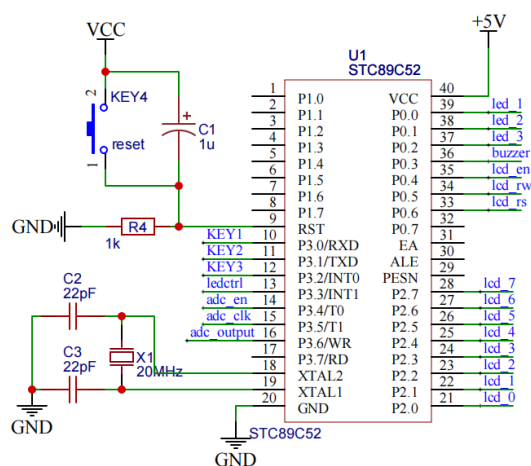 VCC
+5V
U1
STC89C52
2
KEY4
reset
1
C1
1u
GND
R4
1k
1 P1.0 VCC 40
2 P1.1 P0.0 39 led_1
3 P1.2 P0.1 38 led_2
4 P1.3 P0.2 37 led_3
5 P1.4 P0.3 36 buzzer
6 P1.5 P0.4 35 lcd_en
7 P1.6 P0.5 34 lcd_rw
8 P1.7 P0.6 33 lcd_rs
9 RST P0.7 32
KEY1 10 P3.0/RXD EA 31
KEY2 11 P3.1/TXD ALE 30
KEY3 12 P3.2/INT0 PESN 29
ledctrl 13 P3.3/INT1 P2.7 28 lcd_7
adc_en 14 P3.4/T0 P2.6 27 lcd_6
adc_clk 15 P3.5/T1 P2.5 26 lcd_5
adc_output 16 P3.6/WR P2.4 25 lcd_4
17 P3.7/RD P2.3 24 lcd_3
18 XTAL2 P2.2 23 lcd_2
19 XTAL1 P2.1 22 lcd_1
20 GND P2.0 21 lcd_0
C2
22pF
C3
22pF
X1
20MHz
GND
GND
STC89C52